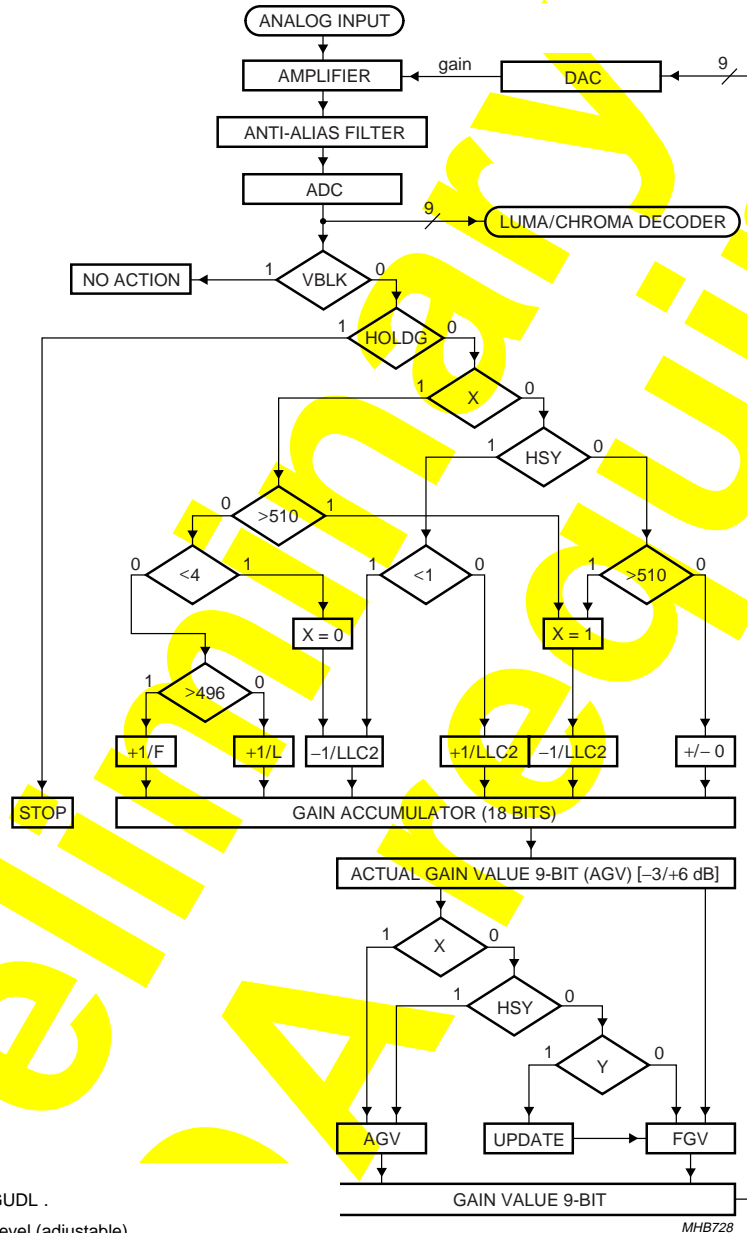 ANALOG INPUT
9
AMPLIFIER gain DAC
ANTI-ALIAS FILTER
ADC
9
LUMA/CHROMA DECODER
NO ACTION 1 VBLK 0
1 HOLDG 0
1 X 0
1 HSY 0
0 >510 1
0 <4 1 1 <1 0 1 >510 0
X = 0 X = 1
1 >496 0
+1/F +1/L −1/LLC2 +1/LLC2 −1/LLC2 +/− 0
STOP GAIN ACCUMULATOR (18 BITS)
ACTUAL GAIN VALUE 9-BIT (AGV) [−3/+6 dB]
1 X 0
1 HSY 0
1 Y 0
AGV UPDATE FGV
GUDL .
GAIN VALUE 9-BIT
evel (adjustable)
MHB728